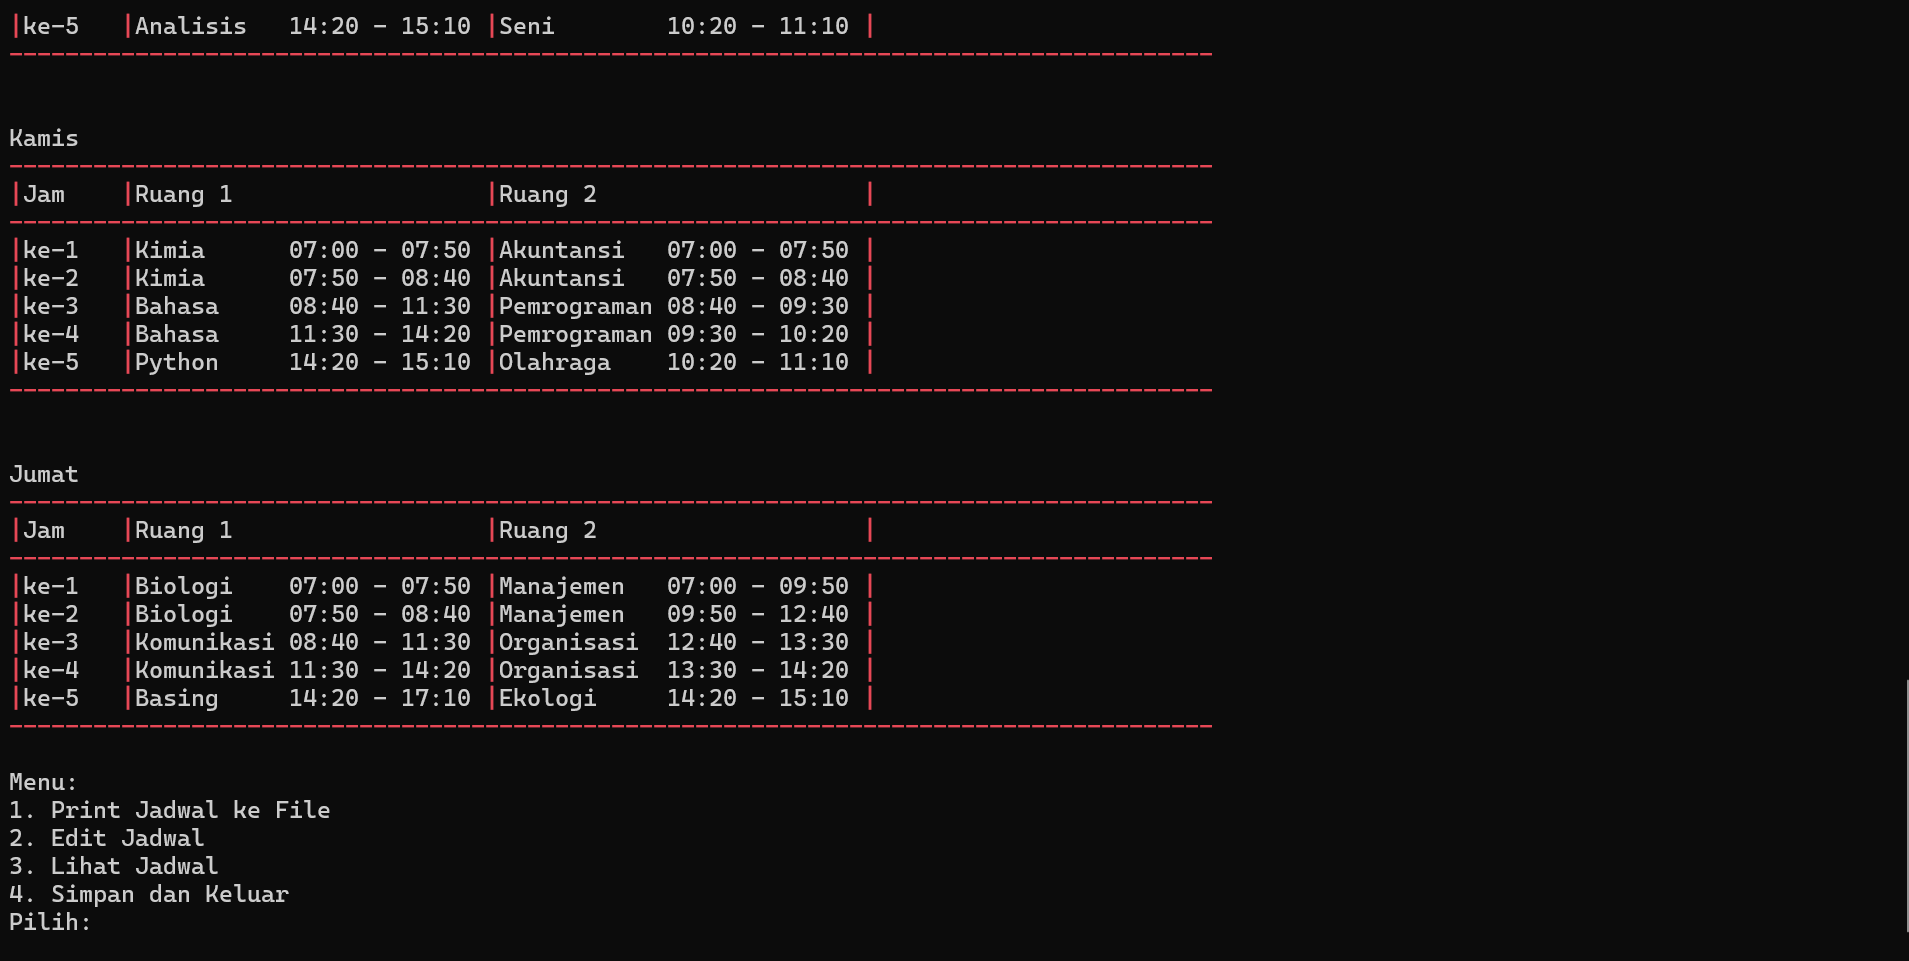 |ke-5   |Analisis   14:20 - 15:10 |Seni        10:20 - 11:10 |
--------------------------------------------------------------------------------------
Kamis
--------------------------------------------------------------------------------------
|Jam    |Ruang 1                  |Ruang 2                   |
--------------------------------------------------------------------------------------
|ke-1   |Kimia      07:00 - 07:50 |Akuntansi   07:00 - 07:50 |
|ke-2   |Kimia      07:50 - 08:40 |Akuntansi   07:50 - 08:40 |
|ke-3   |Bahasa     08:40 - 11:30 |Pemrograman 08:40 - 09:30 |
|ke-4   |Bahasa     11:30 - 14:20 |Pemrograman 09:30 - 10:20 |
|ke-5   |Python     14:20 - 15:10 |Olahraga    10:20 - 11:10 |
--------------------------------------------------------------------------------------
Jumat
--------------------------------------------------------------------------------------
|Jam    |Ruang 1                  |Ruang 2                   |
--------------------------------------------------------------------------------------
|ke-1   |Biologi    07:00 - 07:50 |Manajemen   07:00 - 09:50 |
|ke-2   |Biologi    07:50 - 08:40 |Manajemen   09:50 - 12:40 |
|ke-3   |Komunikasi 08:40 - 11:30 |Organisasi  12:40 - 13:30 |
|ke-4   |Komunikasi 11:30 - 14:20 |Organisasi  13:30 - 14:20 |
|ke-5   |Basing     14:20 - 17:10 |Ekologi     14:20 - 15:10 |
--------------------------------------------------------------------------------------
Menu:
1. Print Jadwal ke File
2. Edit Jadwal
3. Lihat Jadwal
4. Simpan dan Keluar
Pilih: